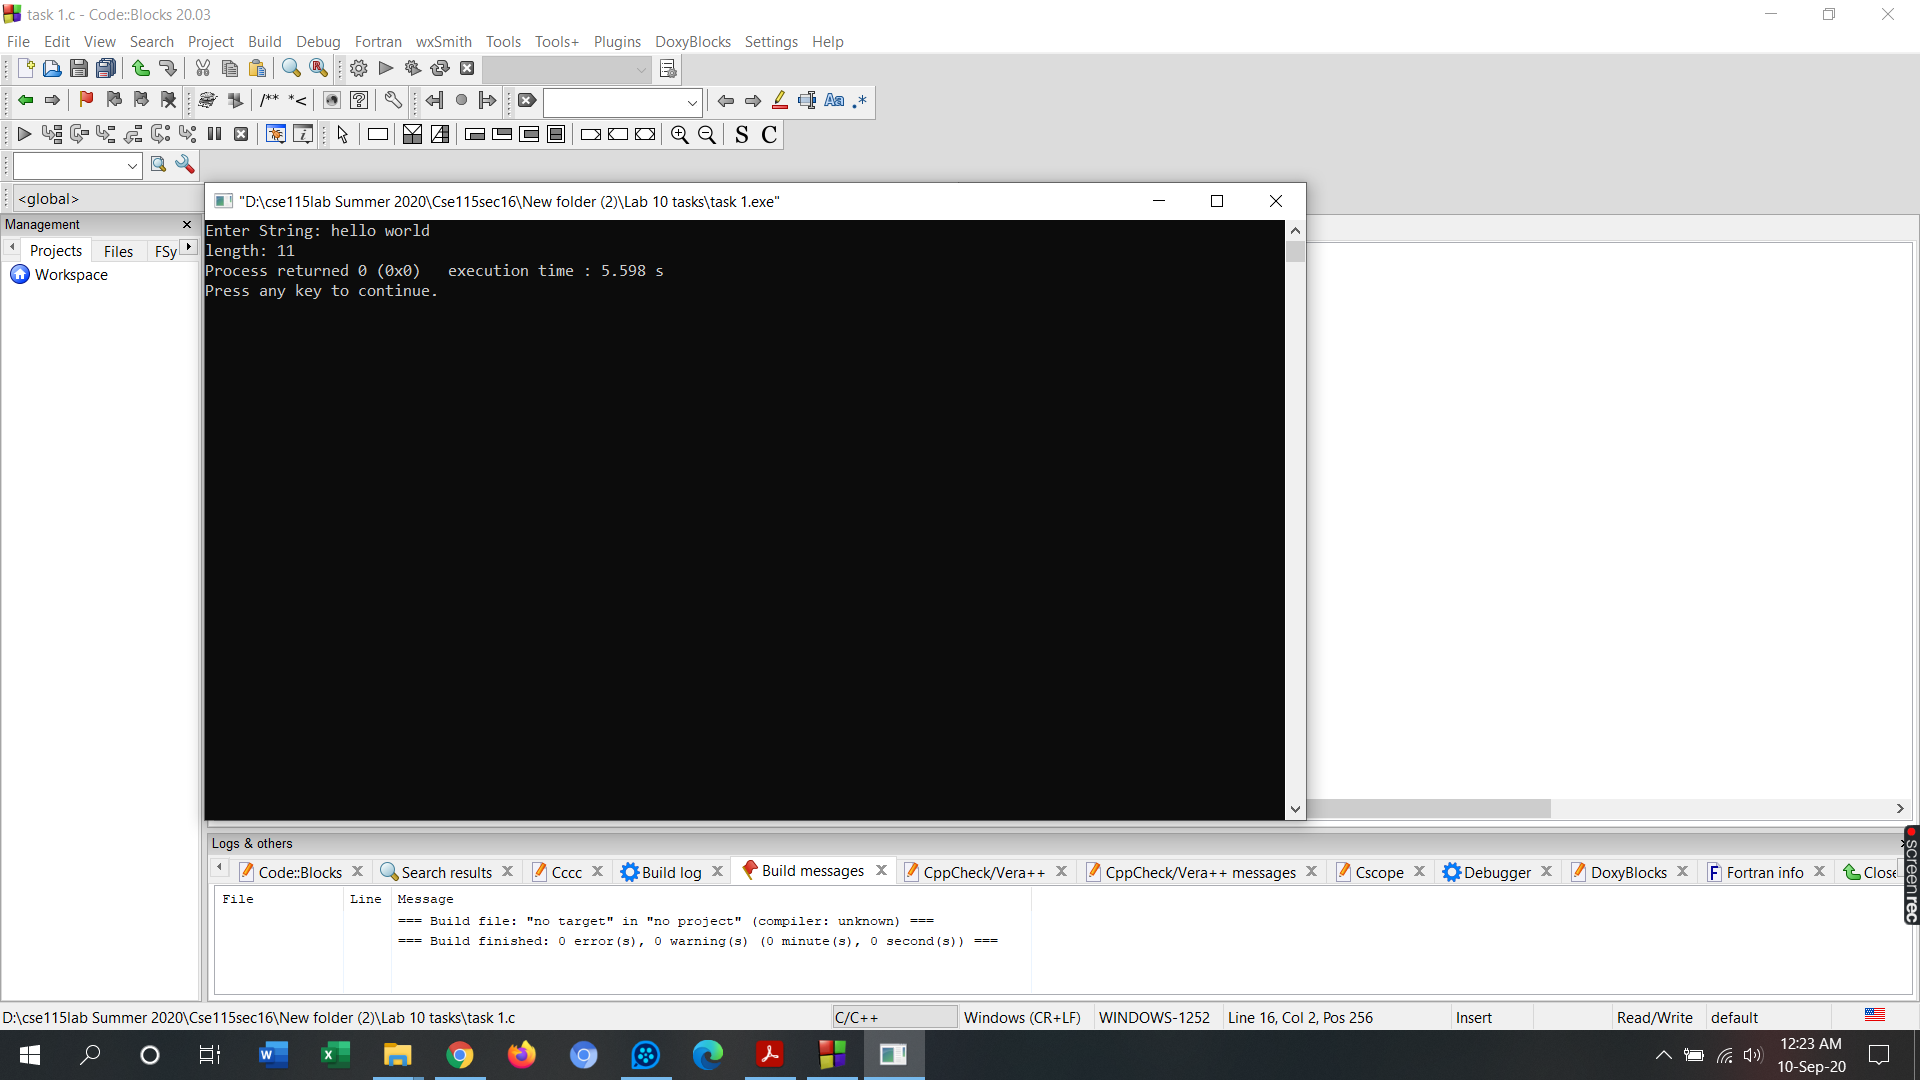 task 1.c - Code::Blocks 20.03
File Edit View Search Project Build Debug Fortran wxSmith Tools Tools+ Plugins DoxyBlocks Settings Help
/** *<
Aa .*
S C
<global>
"D:\cse115lab Summer 2020\Cse115sec16\New folder (2)\Lab 10 tasks\task 1.exe"
Management
Projects Files FSy
Workspace
Enter String: hello world
length: 11
Process returned 0 (0x0)   execution time : 5.598 s
Press any key to continue.
Logs & others
Code::Blocks Search results Cccc Build log Build messages CppCheck/Vera++ CppCheck/Vera++ messages Cscope Debugger DoxyBlocks Fortran info Close
File Line Message
=== Build file: "no target" in "no project" (compiler: unknown) ===
=== Build finished: 0 error(s), 0 warning(s) (0 minute(s), 0 second(s)) ===
screenrec
D:\cse115lab Summer 2020\Cse115sec16\New folder (2)\Lab 10 tasks\task 1.c C/C++ Windows (CR+LF) WINDOWS-1252 Line 16, Col 2, Pos 256 Insert Read/Write default
12:23 AM
10-Sep-20